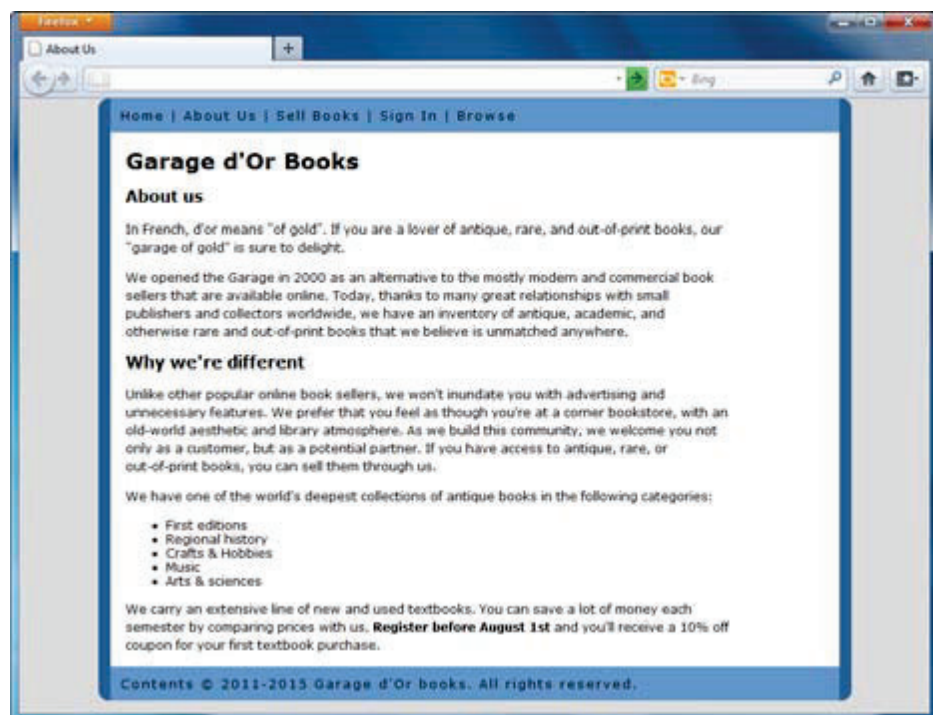 Firefox
About Us
+
Bing
Home | About Us | Sell Books | Sign In | Browse
Garage d'Or Books
About us
In French, d'or means "of gold". If you are a lover of antique, rare, and out-of-print books, our
"garage of gold" is sure to delight.
We opened the Garage in 2000 as an alternative to the mostly modern and commercial book
sellers that are available online. Today, thanks to many great relationships with small
publishers and collectors worldwide, we have an inventory of antique, academic, and
otherwise rare and out-of-print books that we believe is unmatched anywhere.
Why we're different
Unlike other popular online book sellers, we won't inundate you with advertising and
unnecessary features. We prefer that you feel as though you're at a corner bookstore, with an
old-world aesthetic and library atmosphere. As we build this community, we welcome you not
only as a customer, but as a potential partner. If you have access to antique, rare, or
out-of-print books, you can sell them through us.
We have one of the world's deepest collections of antique books in the following categories:
• First editions
• Regional history
• Crafts & Hobbies
• Music
• Arts & sciences
We carry an extensive line of new and used textbooks. You can save a lot of money each
semester by comparing prices with us. Register before August 1st and you'll receive a 10% off
coupon for your first textbook purchase.
Contents © 2011-2015 Garage d'Or books. All rights reserved.